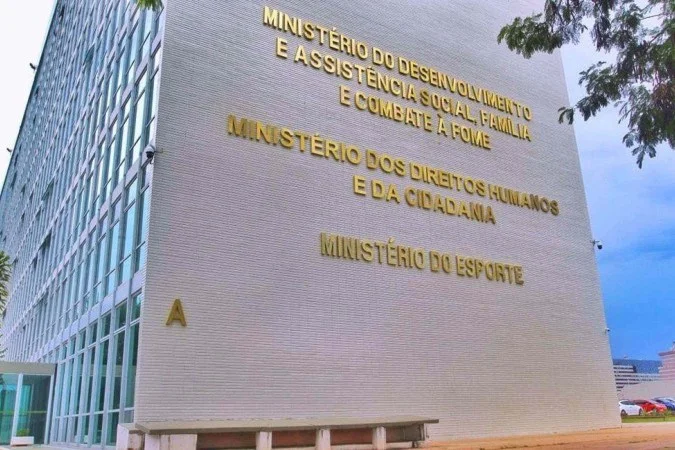 MINISTÉRIO DO DESENVOLVIMENTO
E ASSISTÊNCIA SOCIAL, FAMÍLIA
E COMBATE À FOME
MINISTÉRIO DOS DIREITOS HUMANOS
E DA CIDADANIA
MINISTÉRIO DO ESPORTE
A